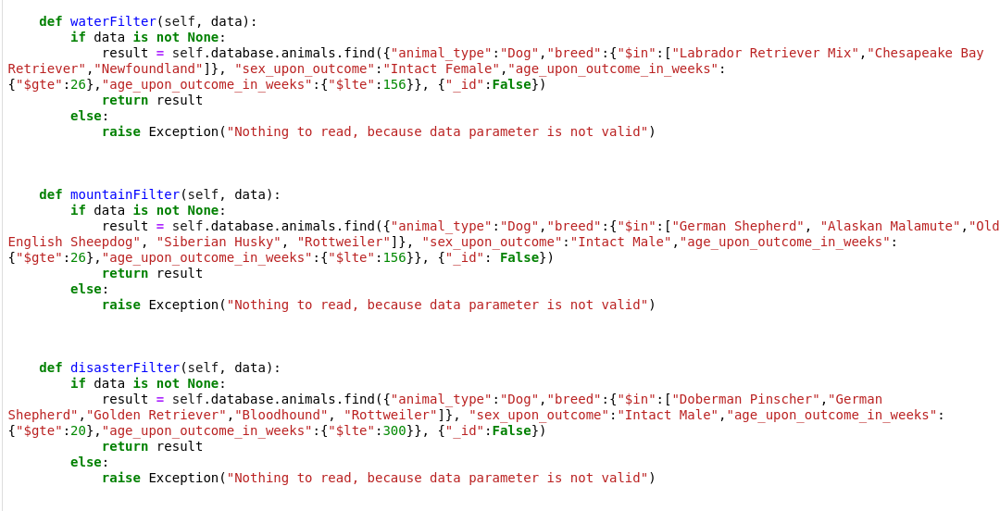 def waterFilter(self, data):
        if data is not None:
            result = self.database.animals.find({"animal_type":"Dog","breed":{"$in":["Labrador Retriever Mix","Chesapeake Bay
Retriever","Newfoundland"]}, "sex_upon_outcome":"Intact Female","age_upon_outcome_in_weeks":
{"$gte":26},"age_upon_outcome_in_weeks":{"$lte":156}}, {"_id":False})
            return result
        else:
            raise Exception("Nothing to read, because data parameter is not valid")
    def mountainFilter(self, data):
        if data is not None:
            result = self.database.animals.find({"animal_type":"Dog","breed":{"$in":["German Shepherd", "Alaskan Malamute","Old
English Sheepdog", "Siberian Husky", "Rottweiler"]}, "sex_upon_outcome":"Intact Male","age_upon_outcome_in_weeks":
{"$gte":26},"age_upon_outcome_in_weeks":{"$lte":156}}, {"_id": False})
            return result
        else:
            raise Exception("Nothing to read, because data parameter is not valid")
    def disasterFilter(self, data):
        if data is not None:
            result = self.database.animals.find({"animal_type":"Dog","breed":{"$in":["Doberman Pinscher","German
Shepherd","Golden Retriever","Bloodhound", "Rottweiler"]}, "sex_upon_outcome":"Intact Male","age_upon_outcome_in_weeks":
{"$gte":20},"age_upon_outcome_in_weeks":{"$lte":300}}, {"_id":False})
            return result
        else:
            raise Exception("Nothing to read, because data parameter is not valid")